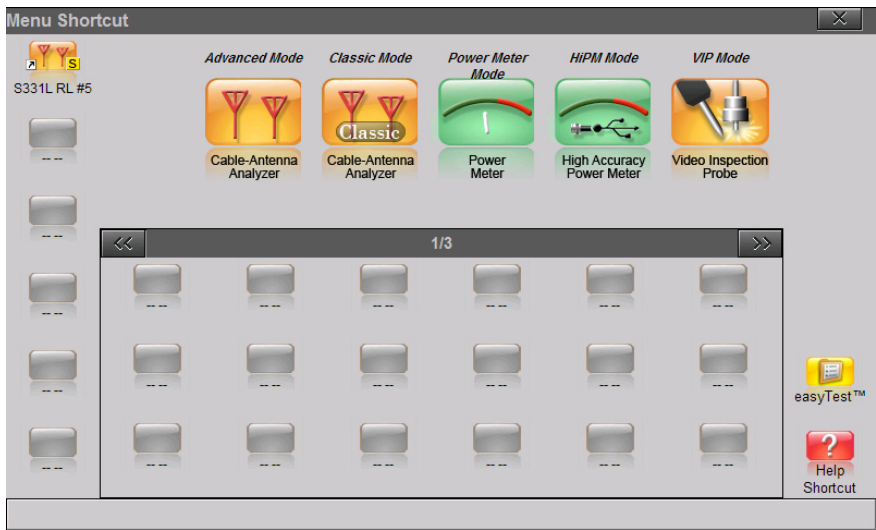 Menu Shortcut
X
S
S331L RL #5
Advanced Mode
Cable-Antenna
Analyzer
Classic Mode
Classic
Cable-Antenna
Analyzer
Power Meter
Mode
Power
Meter
HiPM Mode
High Accuracy
Power Meter
VIP Mode
Video Inspection
Probe
-- --
-- --
-- --
-- --
-- --
<< 1/3 >>
-- -- -- -- -- -- -- -- -- -- -- --
-- -- -- -- -- -- -- -- -- -- -- --
-- -- -- -- -- -- -- -- -- -- -- --
easyTest™
?
Help
Shortcut